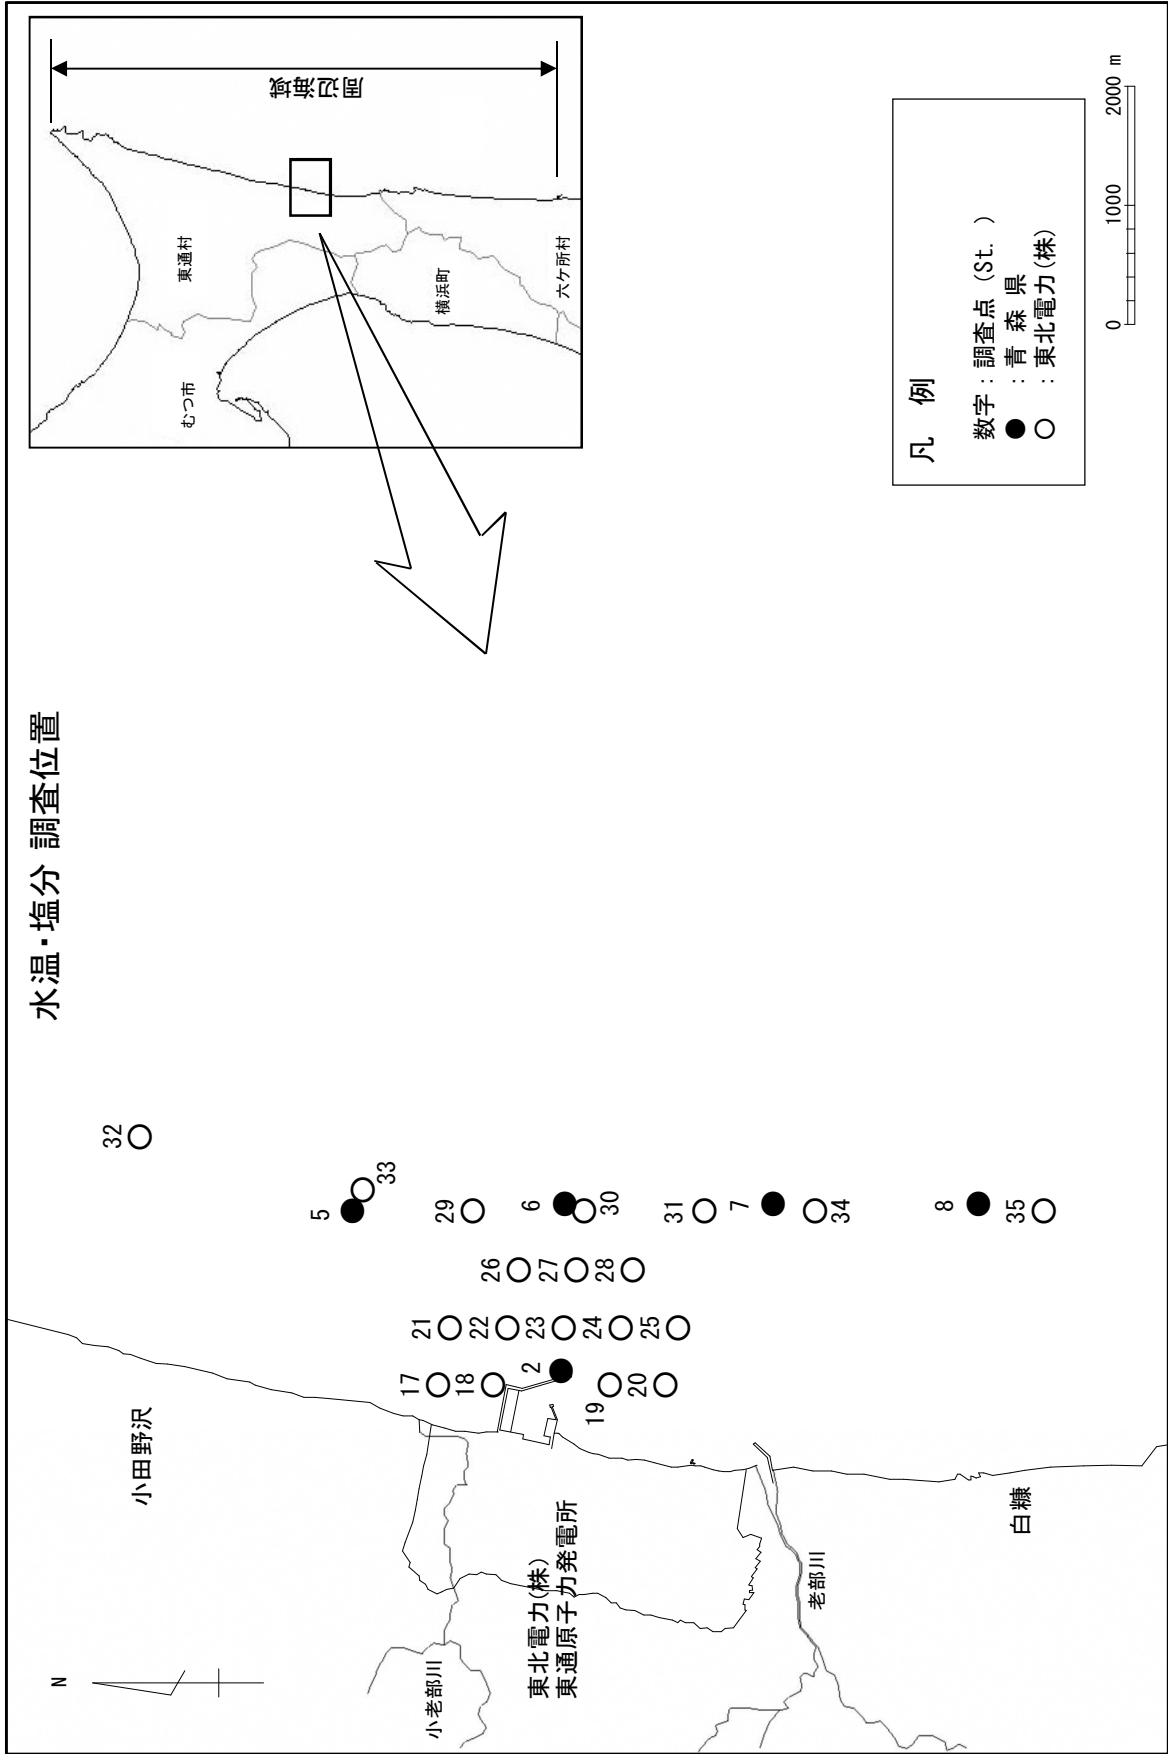 水温・塩分 調査位置
N
小田野沢
小老部川
東北電力(株)
東通原子力発電所
老部川
白糠
32
5
33
29
6
30
31
7
34
8
35
26
27
28
21
22
23
24
25
17
18
2
19
20
むつ市
東通村
横浜町
六ケ所村
周辺海域
凡 例
数字 : 調査点 (St. )
● : 青 森 県
○ : 東北電力(株)
0 1000 2000 m